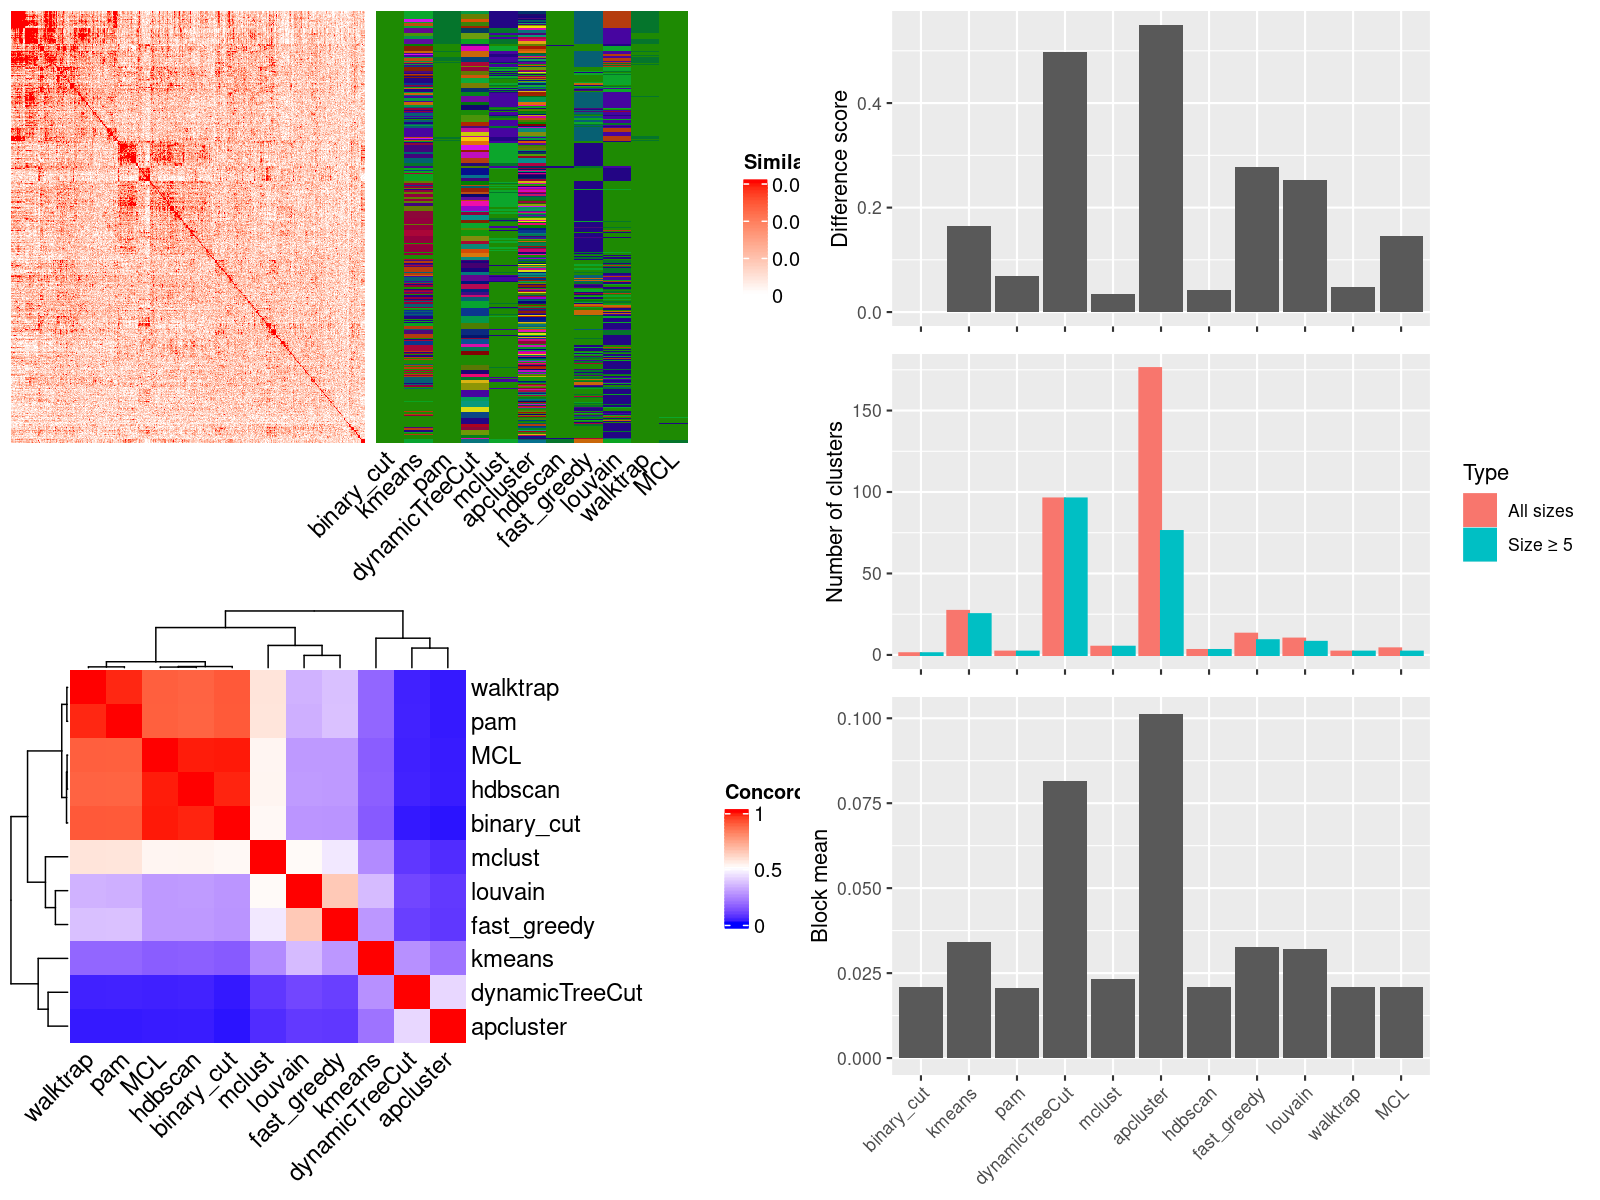 Simila
0.0
0.0
0.0
0
binary_cut
kmeans
pam
dynamicTreeCut
mclust
apcluster
hdbscan
fast_greedy
louvain
walktrap
MCL
walktrap
pam
MCL
hdbscan
binary_cut
mclust
louvain
fast_greedy
kmeans
dynamicTreeCut
apcluster
walktrap
pam
MCL
hdbscan
binary_cut
mclust
louvain
fast_greedy
kmeans
dynamicTreeCut
apcluster
Concord
1
0.5
0
Difference score
0.4
0.2
0.0
Number of clusters
150
100
50
0
Type
All sizes
Size ≥ 5
Block mean
0.100
0.075
0.050
0.025
0.000
binary_cut
kmeans
pam
dynamicTreeCut
mclust
apcluster
hdbscan
fast_greedy
louvain
walktrap
MCL